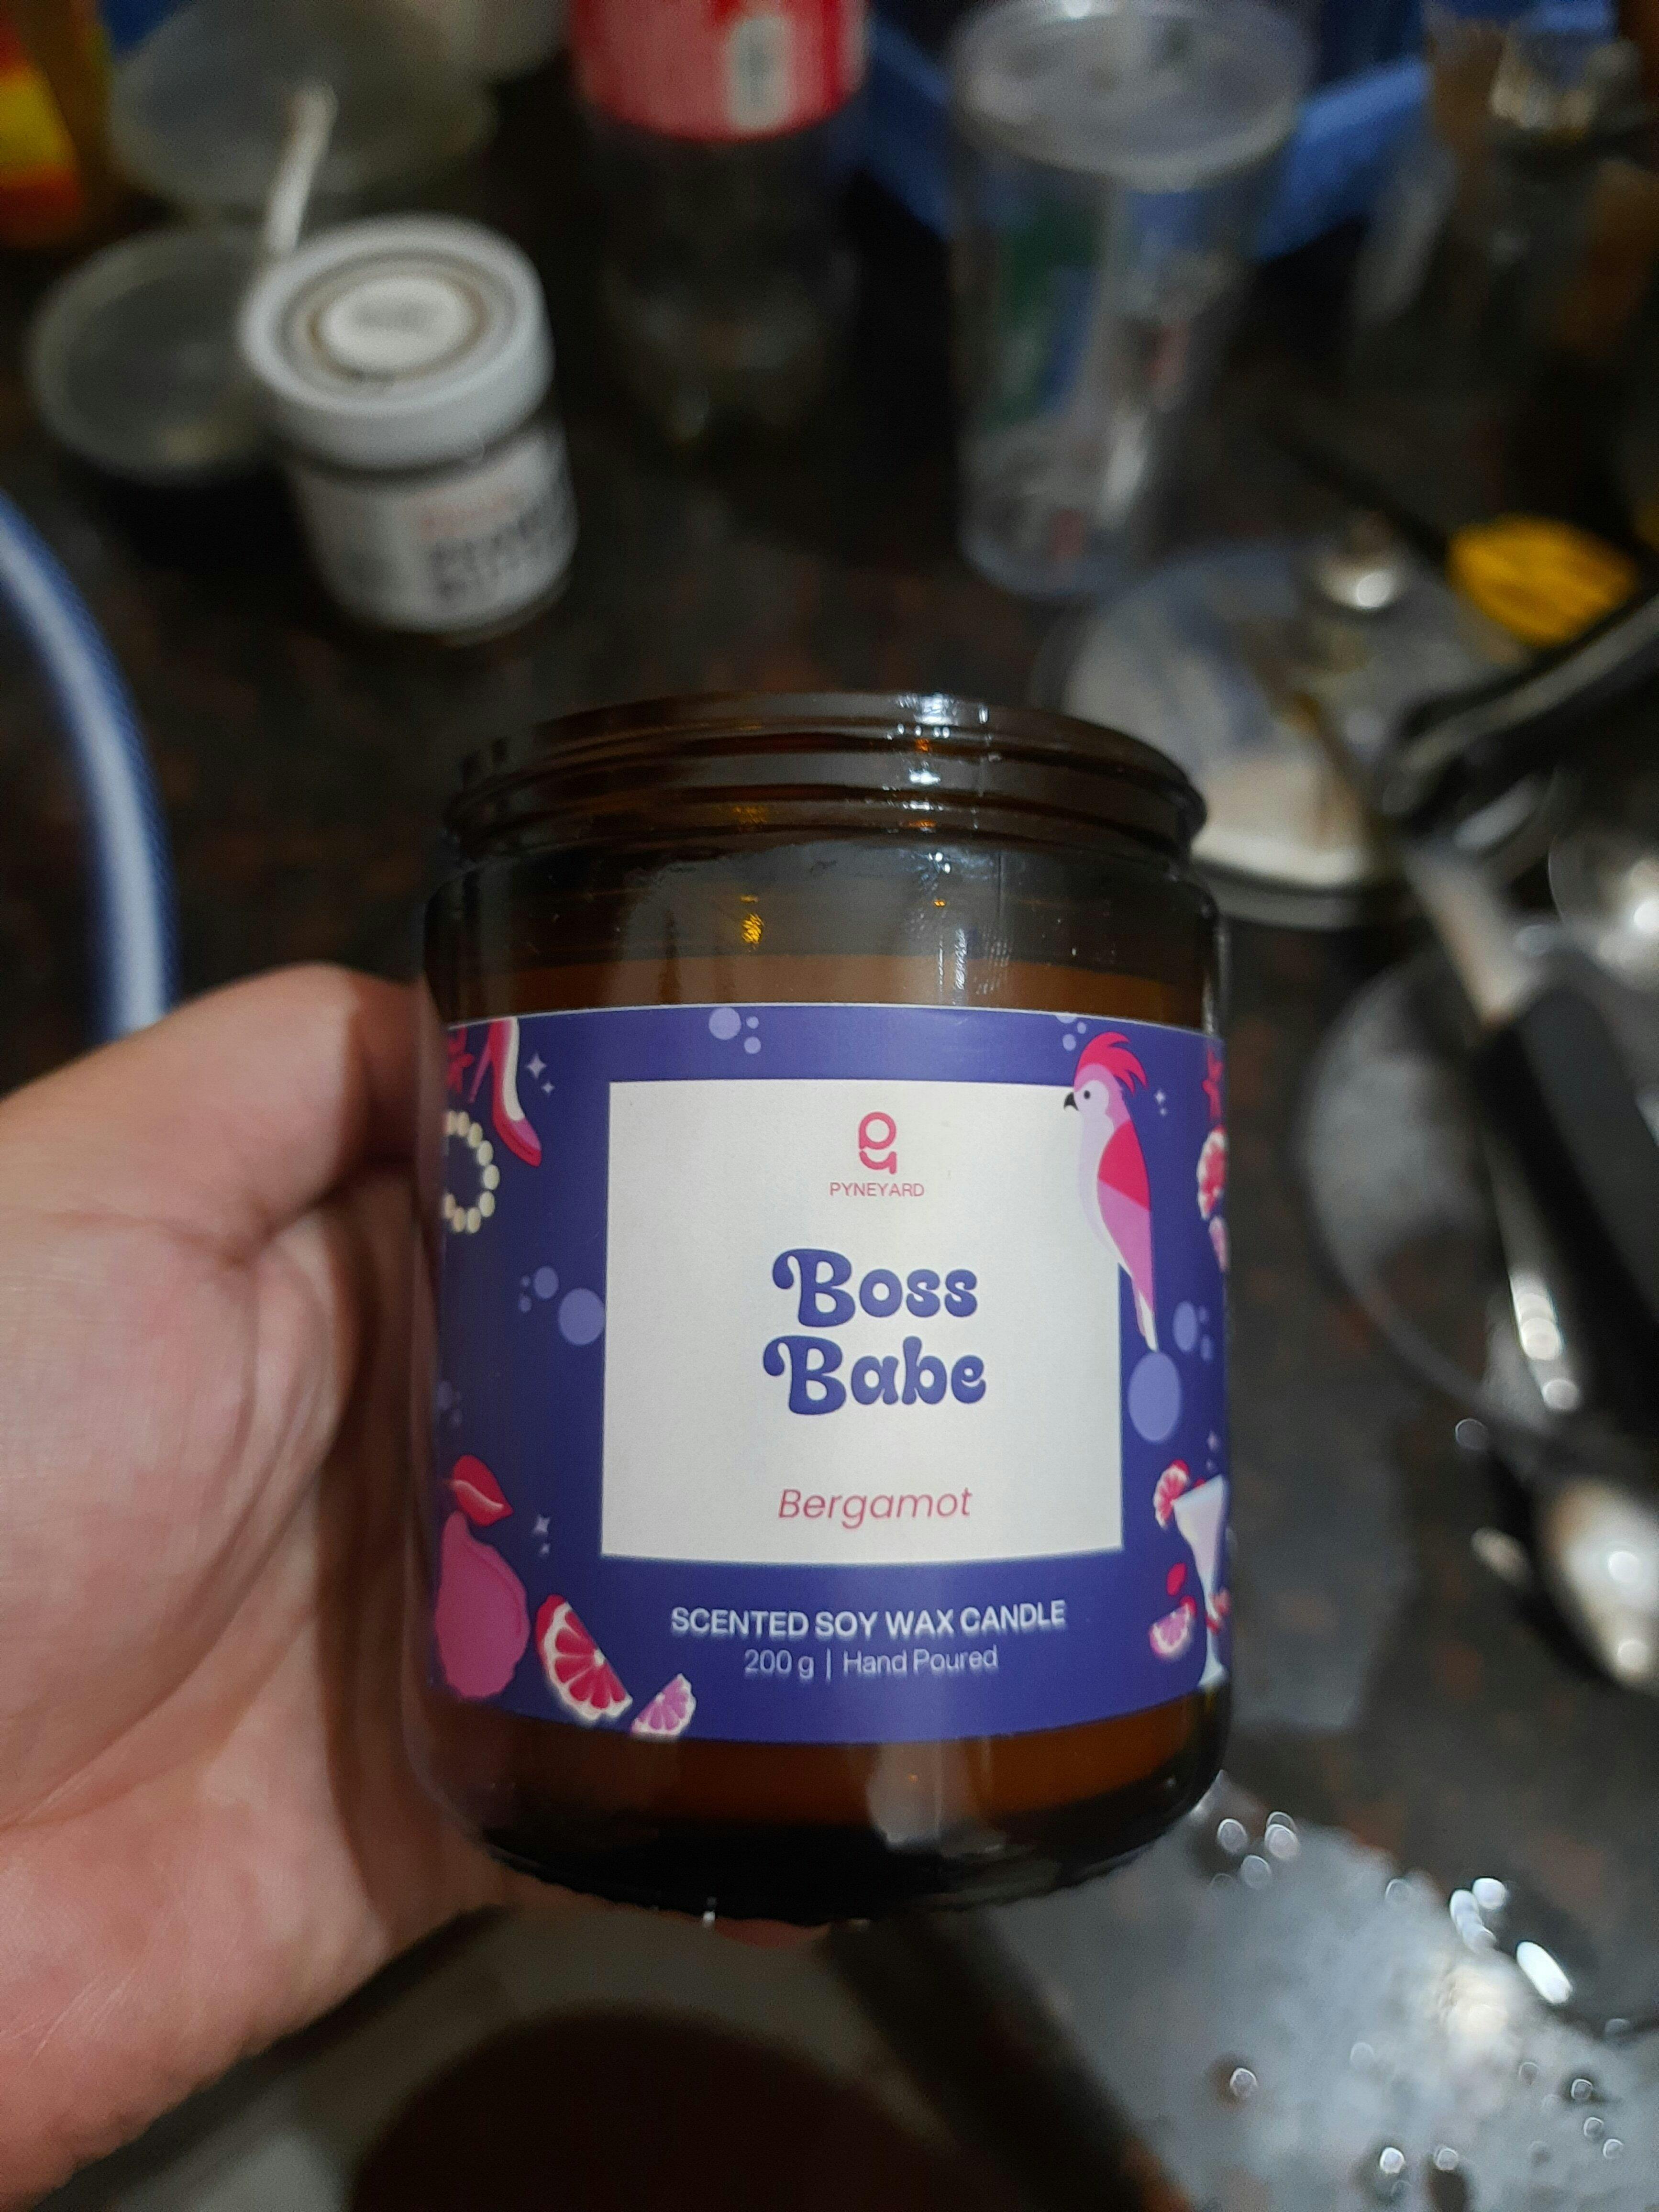 PYNEYARD
Boss
Babe
Bergamot
SCENTED SOY WAX CANDLE
200 g | Hand Poured